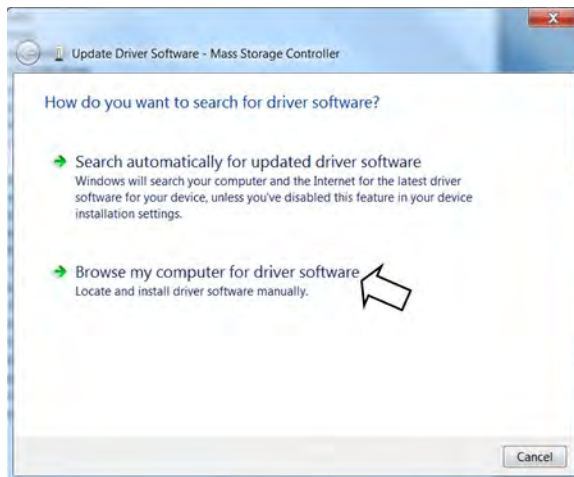 Update Driver Software - Mass Storage Controller
How do you want to search for driver software?
Search automatically for updated driver software
Windows will search your computer and the Internet for the latest driver
software for your device, unless you've disabled this feature in your device
installation settings.
Browse my computer for driver software
Locate and install driver software manually.
Cancel